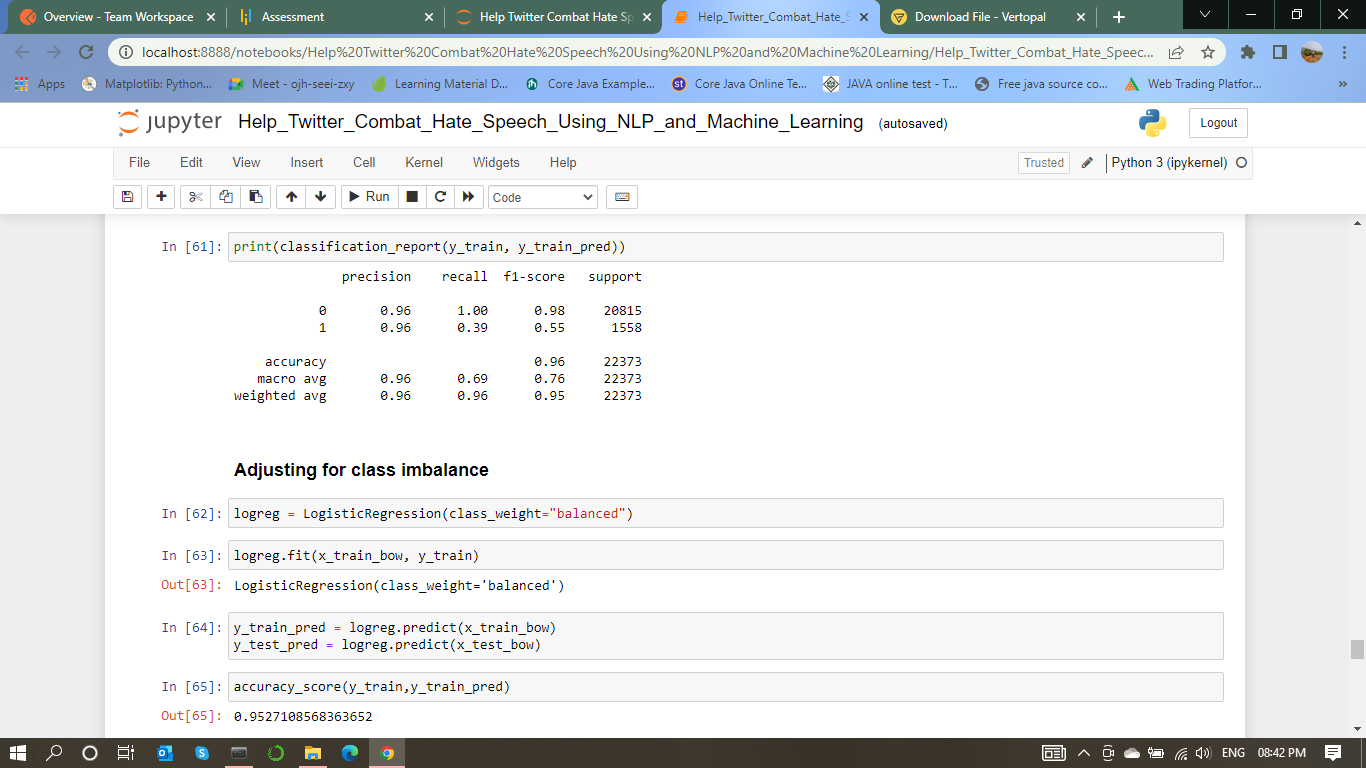 Overview - Team Workspace
Assessment
Help Twitter Combat Hate Sp
Help_Twitter_Combat_Hate_S
Download File - Vertopal
localhost:8888/notebooks/Help%20Twitter%20Combat%20Hate%20Speech%20Using%20NLP%20and%20Machine%20Learning/Help_Twitter_Combat_Hate_Speec...
Apps
Matplotlib: Python...
Meet - ojh-seei-zxy
Learning Material D...
Core Java Example...
st
Core Java Online Te...
JAVA online test - T...
Free java source co...
Web Trading Platfor...
»
jupyter Help_Twitter_Combat_Hate_Speech_Using_NLP_and_Machine_Learning (autosaved)
Logout
File Edit View Insert Cell Kernel Widgets Help
Trusted
Python 3 (ipykernel)
Run
Code
In [61]: print(classification_report(y_train, y_train_pred))
precision recall f1-score support
0 0.96 1.00 0.98 20815
1 0.96 0.39 0.55 1558
accuracy 0.96 22373
macro avg 0.96 0.69 0.76 22373
weighted avg 0.96 0.96 0.95 22373
Adjusting for class imbalance
In [62]: logreg = LogisticRegression(class_weight="balanced")
In [63]: logreg.fit(x_train_bow, y_train)
Out[63]: LogisticRegression(class_weight='balanced')
In [64]: y_train_pred = logreg.predict(x_train_bow)
y_test_pred = logreg.predict(x_test_bow)
In [65]: accuracy_score(y_train,y_train_pred)
Out[65]: 0.9527108568363652
ENG
08:42 PM